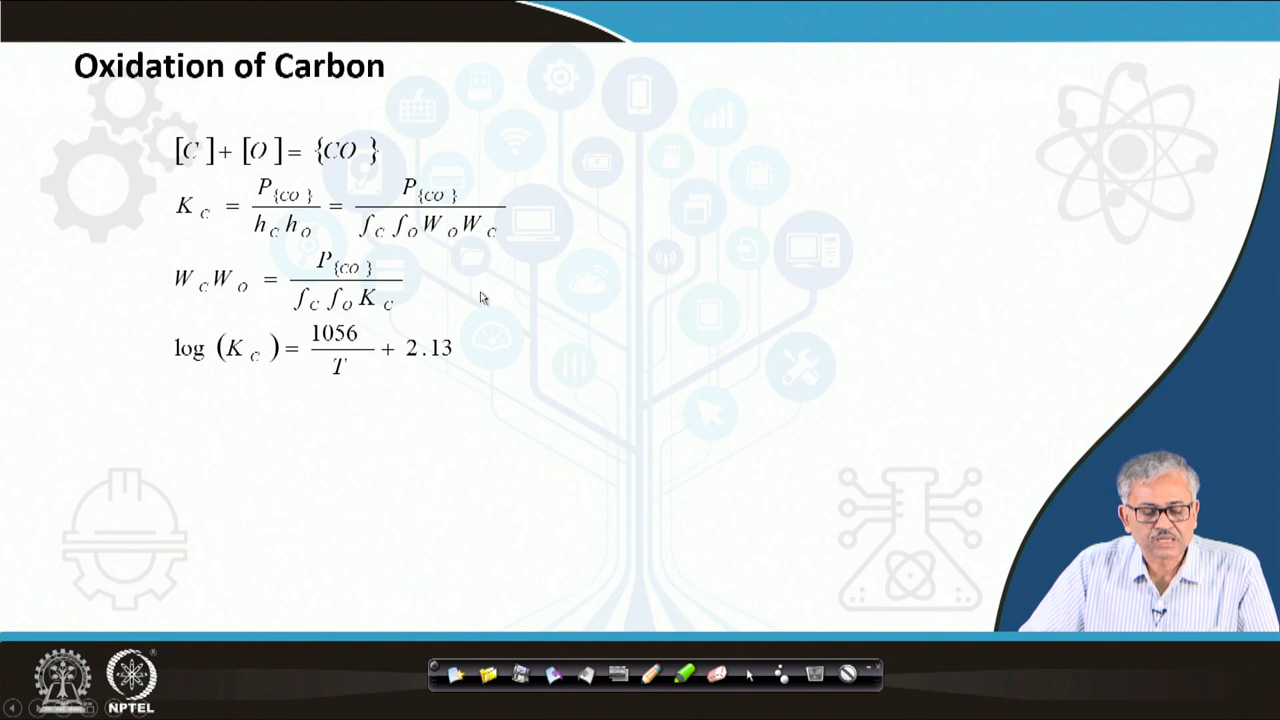 Oxidation of Carbon
[C] + [O] = {CO}
K_C = P_{CO} / h_C h_O = P_{CO} / f_C f_O W_O W_C
W_C W_O = P_{CO} / f_C f_O K_C
log (K_C) = 1056 / T + 2.13
NPTEL
®